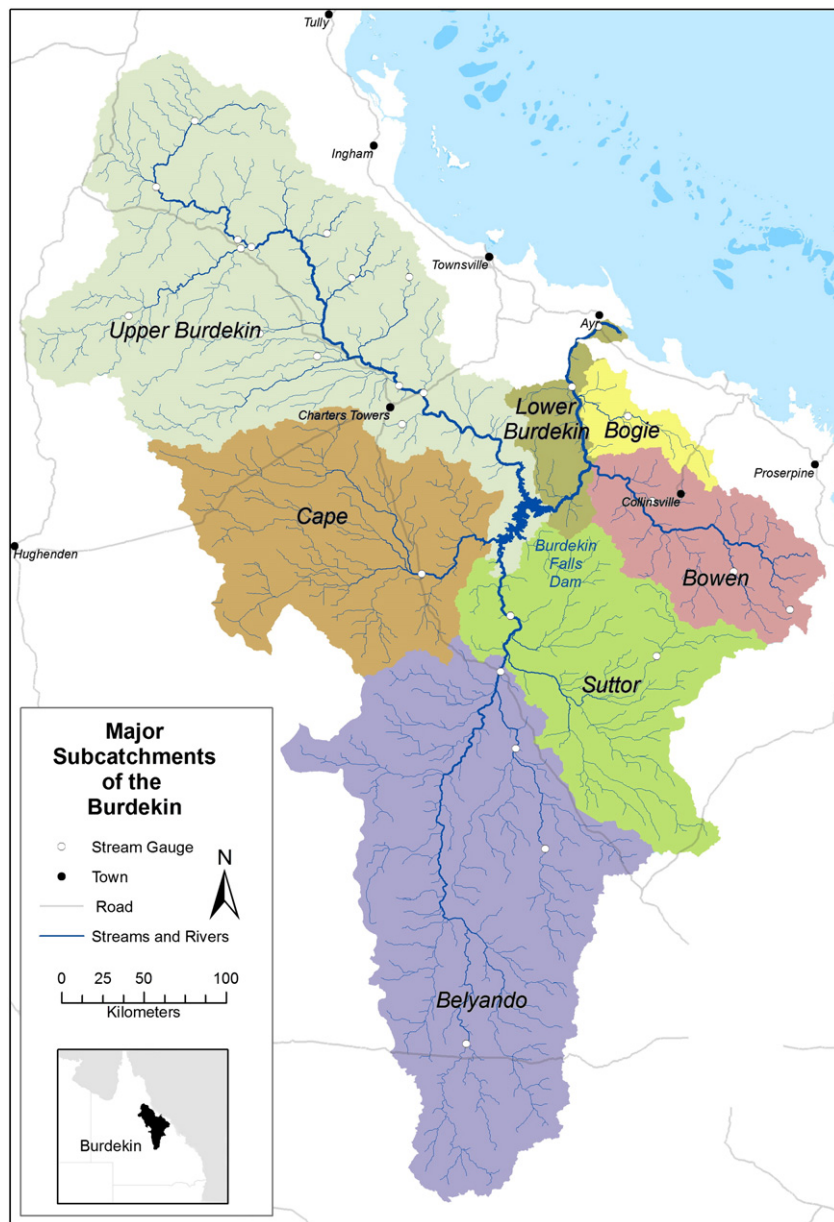 Tully
Ingham
Townsville
Ayr
Upper Burdekin
Charters Towers
Lower
Burdekin
Bogie
Proserpine
Collinsville
Cape
Hughenden
Burdekin
Falls
Dam
Bowen
Suttor
Belyando
Major
Subcatchments
of the
Burdekin
Stream Gauge
Town
Road
Streams and Rivers
N
0 50 100
Kilometers
Burdekin